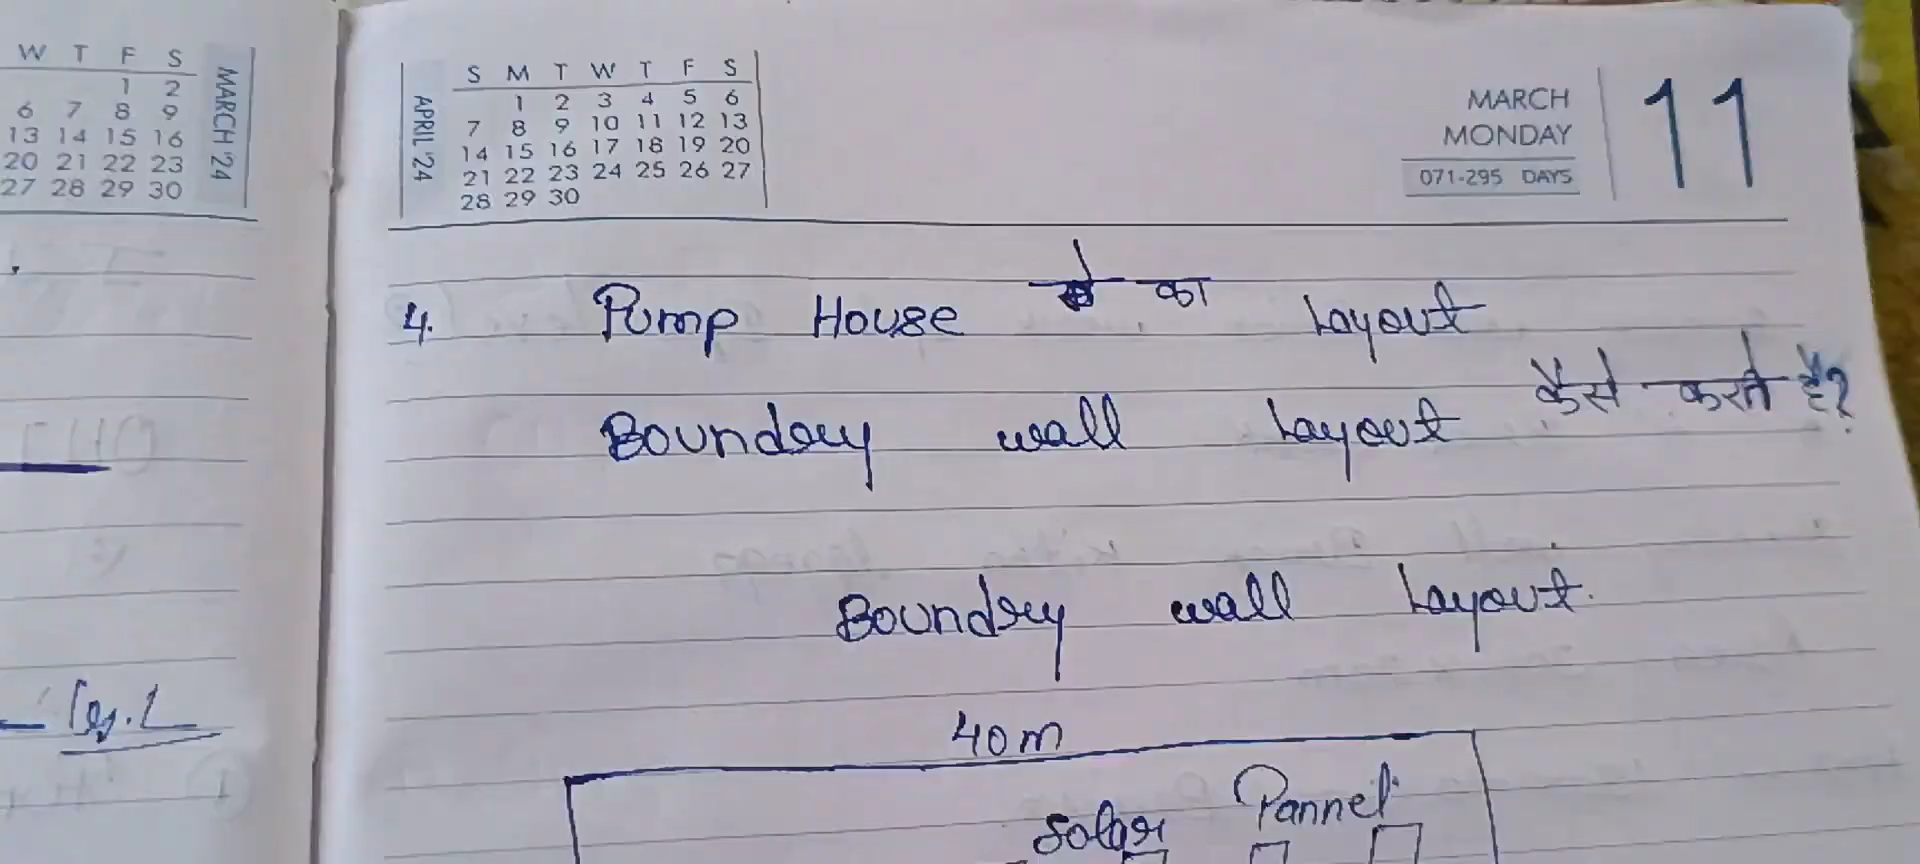 W T F S
1 2
6 7 8 9
13 14 15 16
20 21 22 23
27 28 29 30
MARCH '24
APRIL '24
S M T W T F S
1 2 3 4 5 6
7 8 9 10 11 12 13
14 15 16 17 18 19 20
21 22 23 24 25 26 27
28 29 30
MARCH
MONDAY
071-295 DAYS
11
4. Pump House का Layout
Boundry wall Layout कैसे करते है?
Boundry wall Layout.
40m
Solar Pannel